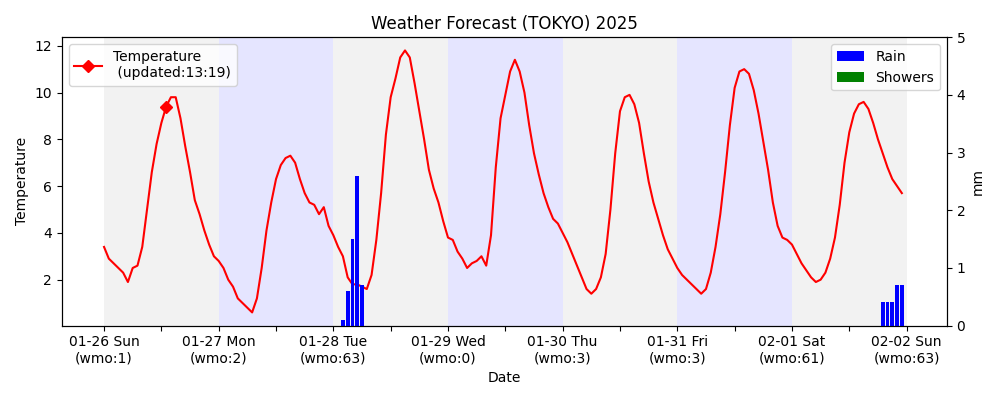 Weather Forecast (TOKYO) 2025
Temperature
(updated:13:19)
Rain
Showers
12
10
8
6
4
2
Temperature
5
4
3
2
1
0
mm
01-26 Sun
(wmo:1)
01-27 Mon
(wmo:2)
01-28 Tue
(wmo:63)
01-29 Wed
(wmo:0)
01-30 Thu
(wmo:3)
01-31 Fri
(wmo:3)
02-01 Sat
(wmo:61)
02-02 Sun
(wmo:63)
Date